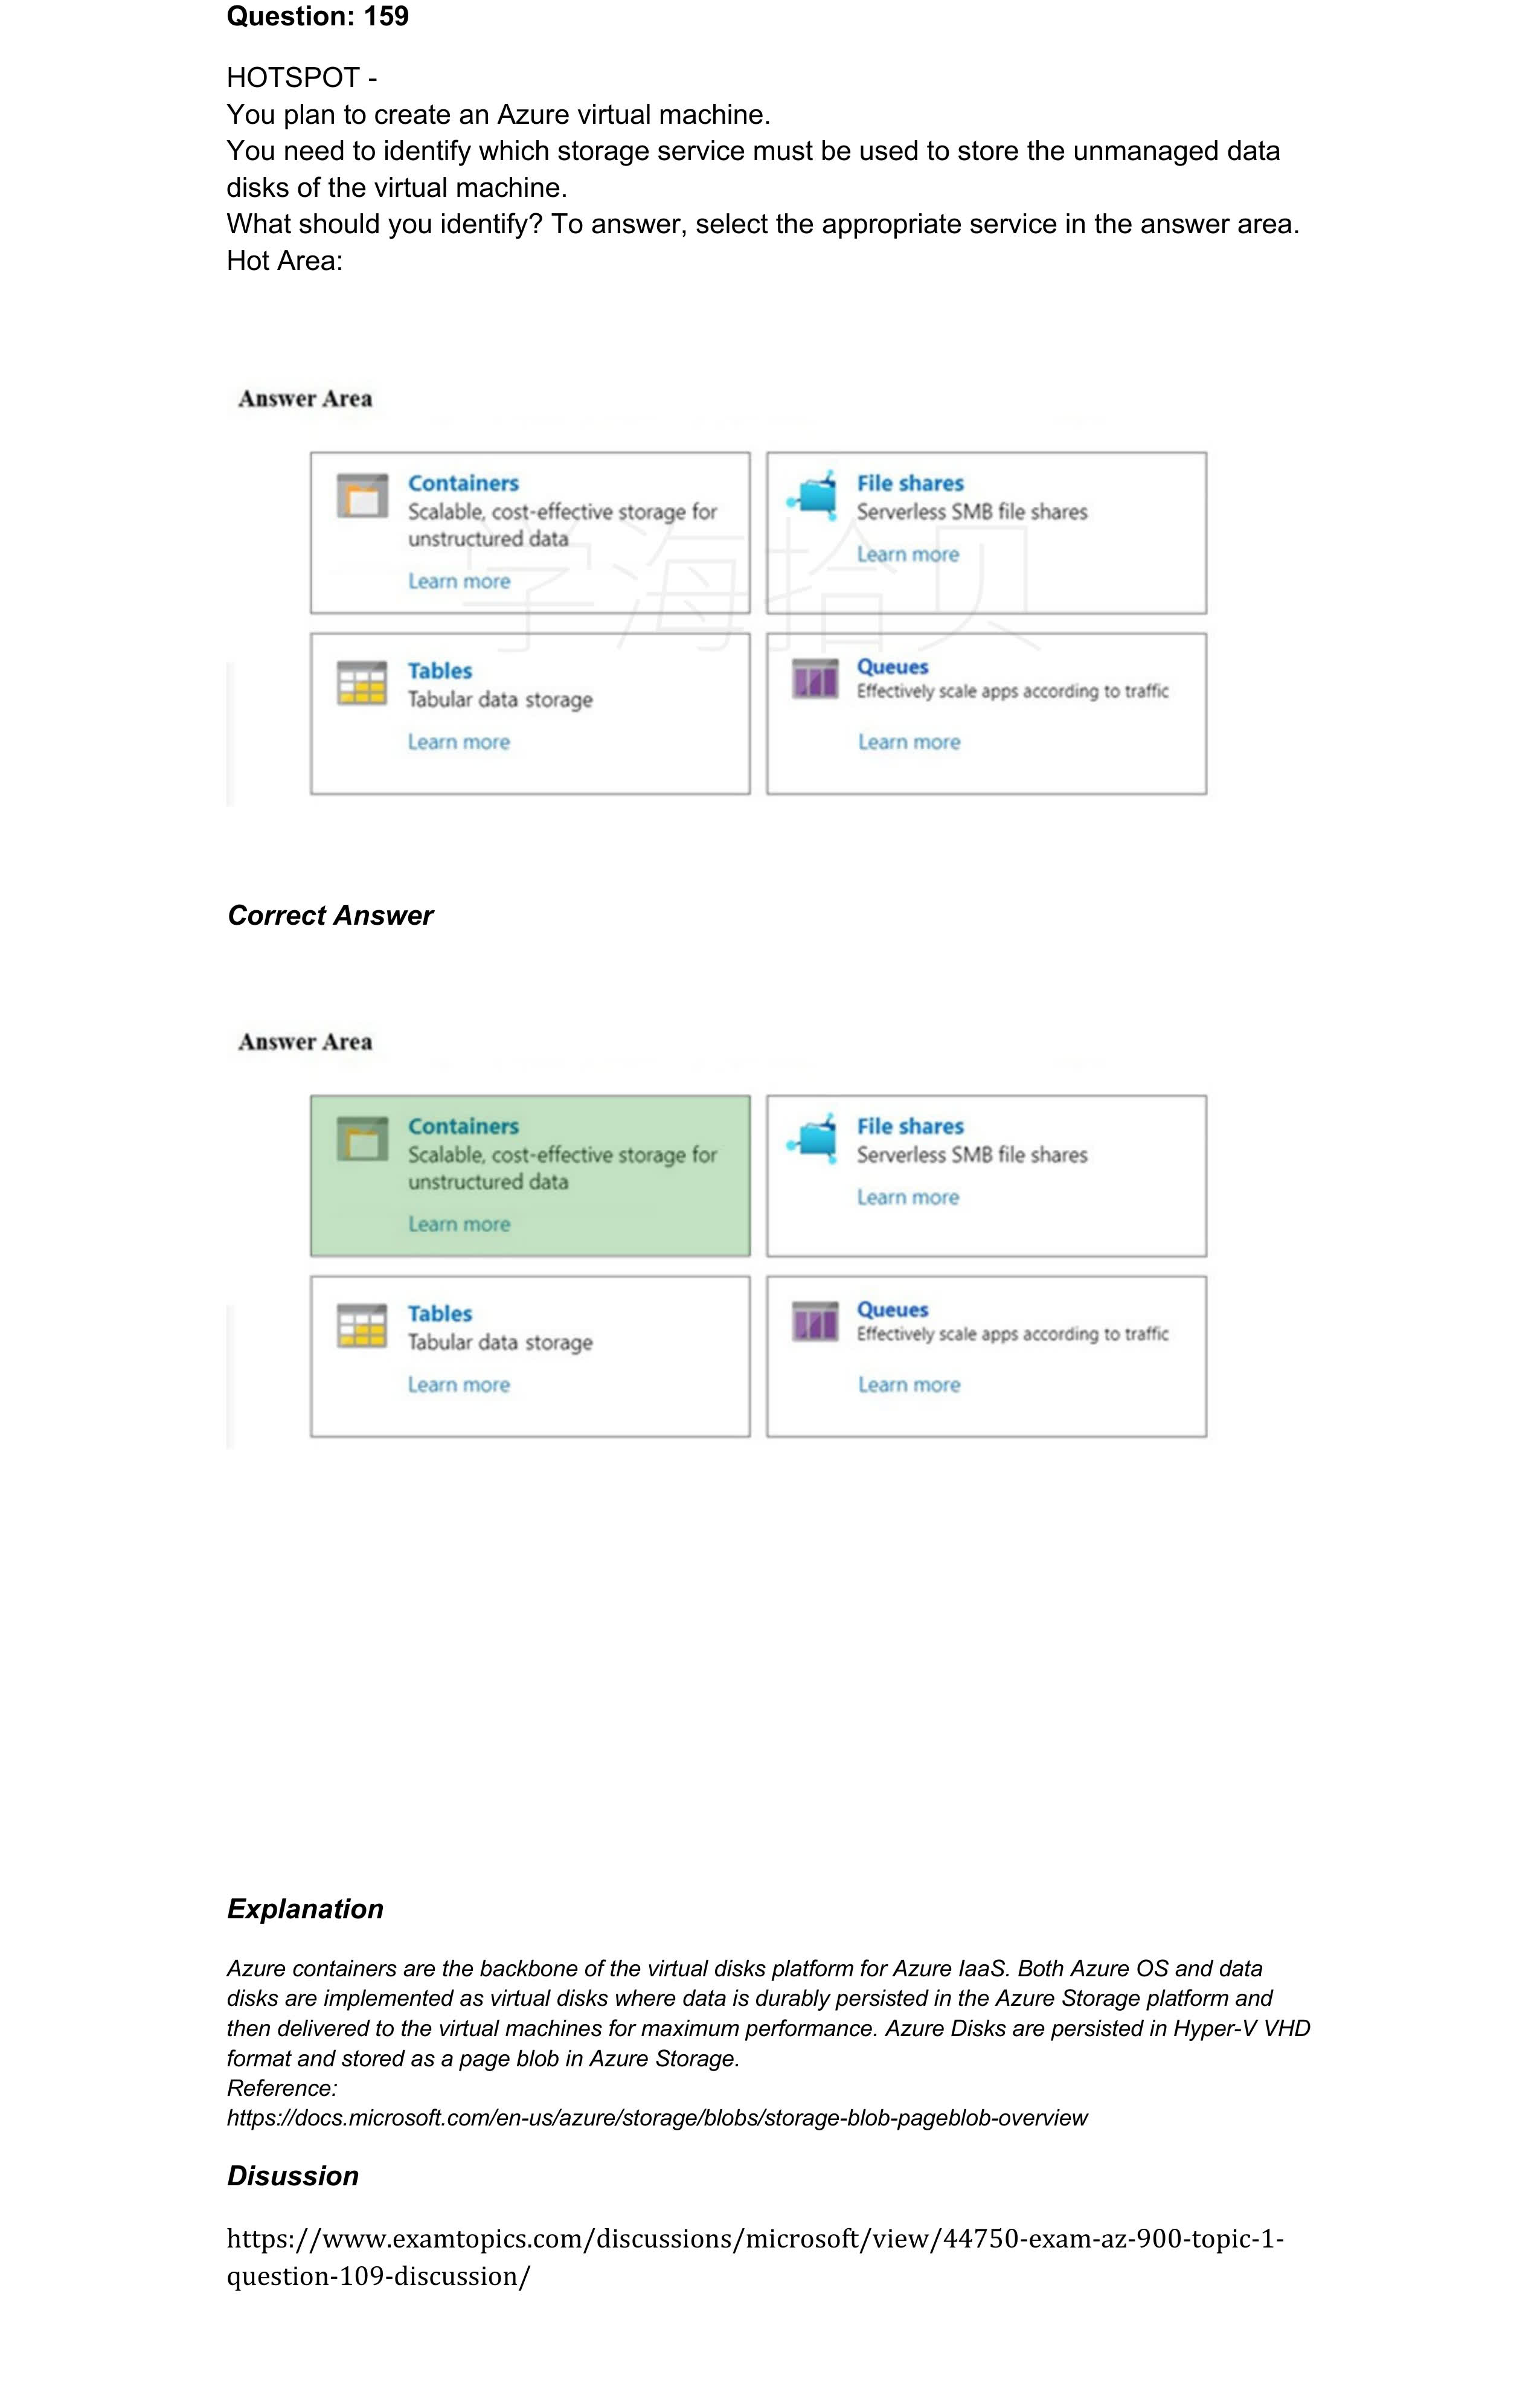 Question: 159
HOTSPOT -
You plan to create an Azure virtual machine.
You need to identify which storage service must be used to store the unmanaged data
disks of the virtual machine.
What should you identify? To answer, select the appropriate service in the answer area.
Hot Area:
Answer Area
Containers
Scalable, cost-effective storage for
unstructured data
Learn more
File shares
Serverless SMB file shares
Learn more
学海拾贝
Tables
Tabular data storage
Learn more
Queues
Effectively scale apps according to traffic
Learn more
Correct Answer
Answer Area
Containers
Scalable, cost-effective storage for
unstructured data
Learn more
File shares
Serverless SMB file shares
Learn more
Tables
Tabular data storage
Learn more
Queues
Effectively scale apps according to traffic
Learn more
Explanation
Azure containers are the backbone of the virtual disks platform for Azure IaaS. Both Azure OS and data
disks are implemented as virtual disks where data is durably persisted in the Azure Storage platform and
then delivered to the virtual machines for maximum performance. Azure Disks are persisted in Hyper-V VHD
format and stored as a page blob in Azure Storage.
Reference:
https://docs.microsoft.com/en-us/azure/storage/blobs/storage-blob-pageblob-overview
Disussion
https://www.examtopics.com/discussions/microsoft/view/44750-exam-az-900-topic-1-
question-109-discussion/